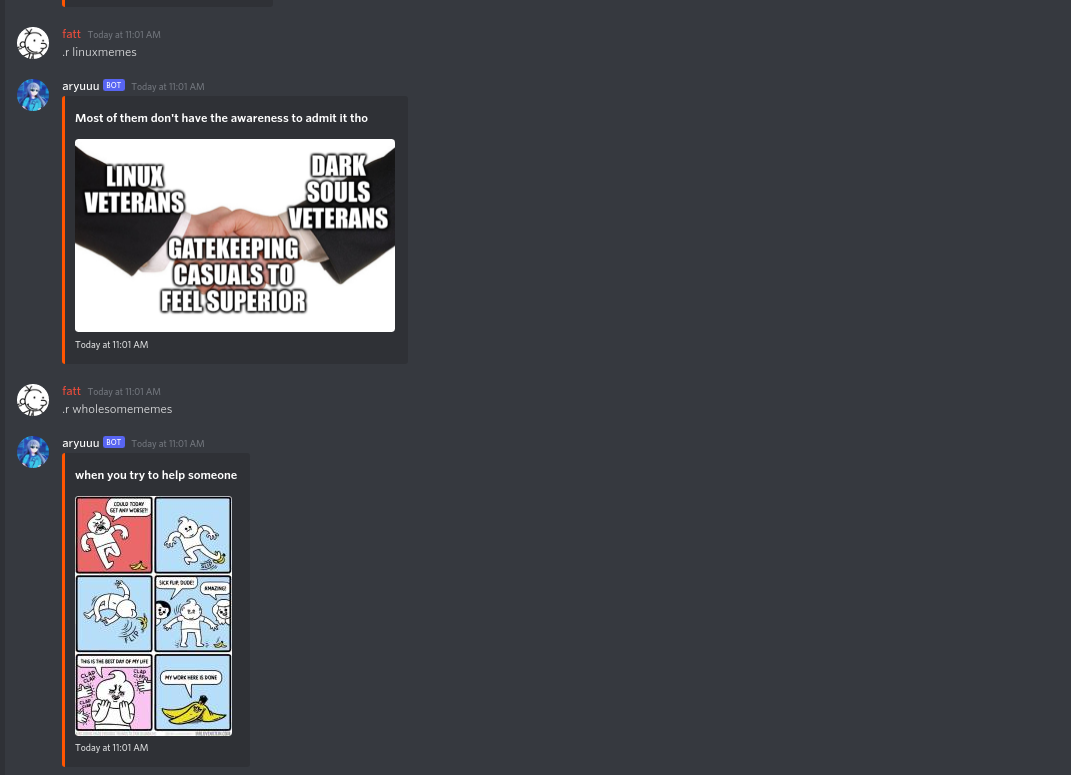 fatt Today at 11:01 AM
.r linuxmemes
aryuuu BOT Today at 11:01 AM
Most of them don't have the awareness to admit it tho
LINUX
VETERANS
DARK
SOULS
VETERANS
GATEKEEPING
CASUALS TO
FEEL SUPERIOR
Today at 11:01 AM
fatt Today at 11:01 AM
.r wholesomememes
aryuuu BOT Today at 11:01 AM
when you try to help someone
COULD TODAY
GET ANY WORSE?!
SLIP
FLIP
SICK FLIP, DUDE!
AMAZING!
THIS IS THE BEST DAY OF MY LIFE
CLAP
CLAP
CLAP
CLAP
CLAP
CLAP
MY WORK HERE IS DONE
Today at 11:01 AM